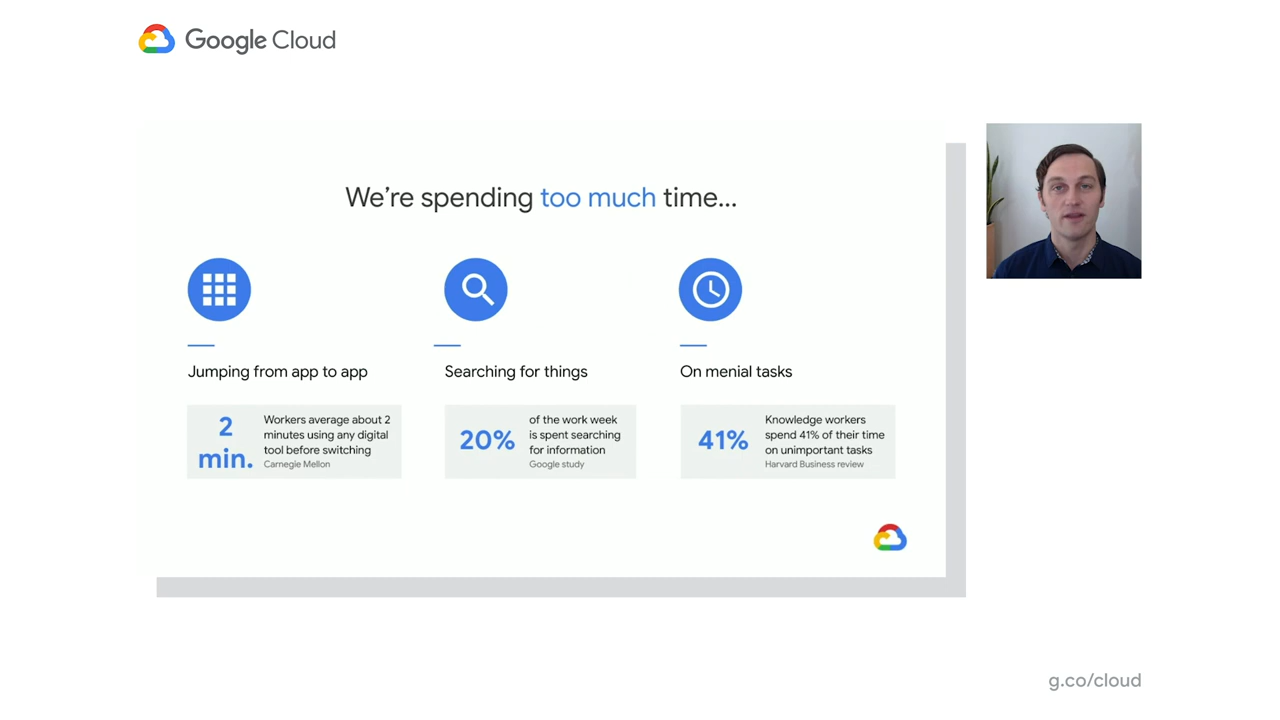 Google Cloud
We're spending too much time...
Jumping from app to app
2
min.
Workers average about 2
minutes using any digital
tool before switching
Carnegie Mellon
Searching for things
20%
of the work week
is spent searching
for information
Google study
On menial tasks
41%
Knowledge workers
spend 41% of their time
on unimportant tasks
Harvard Business review
g.co/cloud